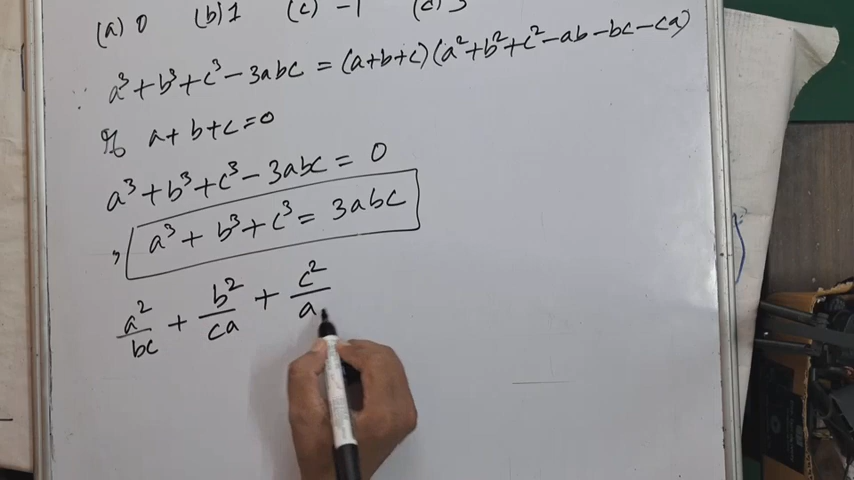 (a) 0 (b) 1 (c) -1 (d) 3
∴ a³ + b³ + c³ - 3abc = (a+b+c) (a² + b² + c² - ab - bc - ca)
If a + b + c = 0
a³ + b³ + c³ - 3abc = 0
, a³ + b³ + c³ = 3abc
a²/bc + b²/ca + c²/a